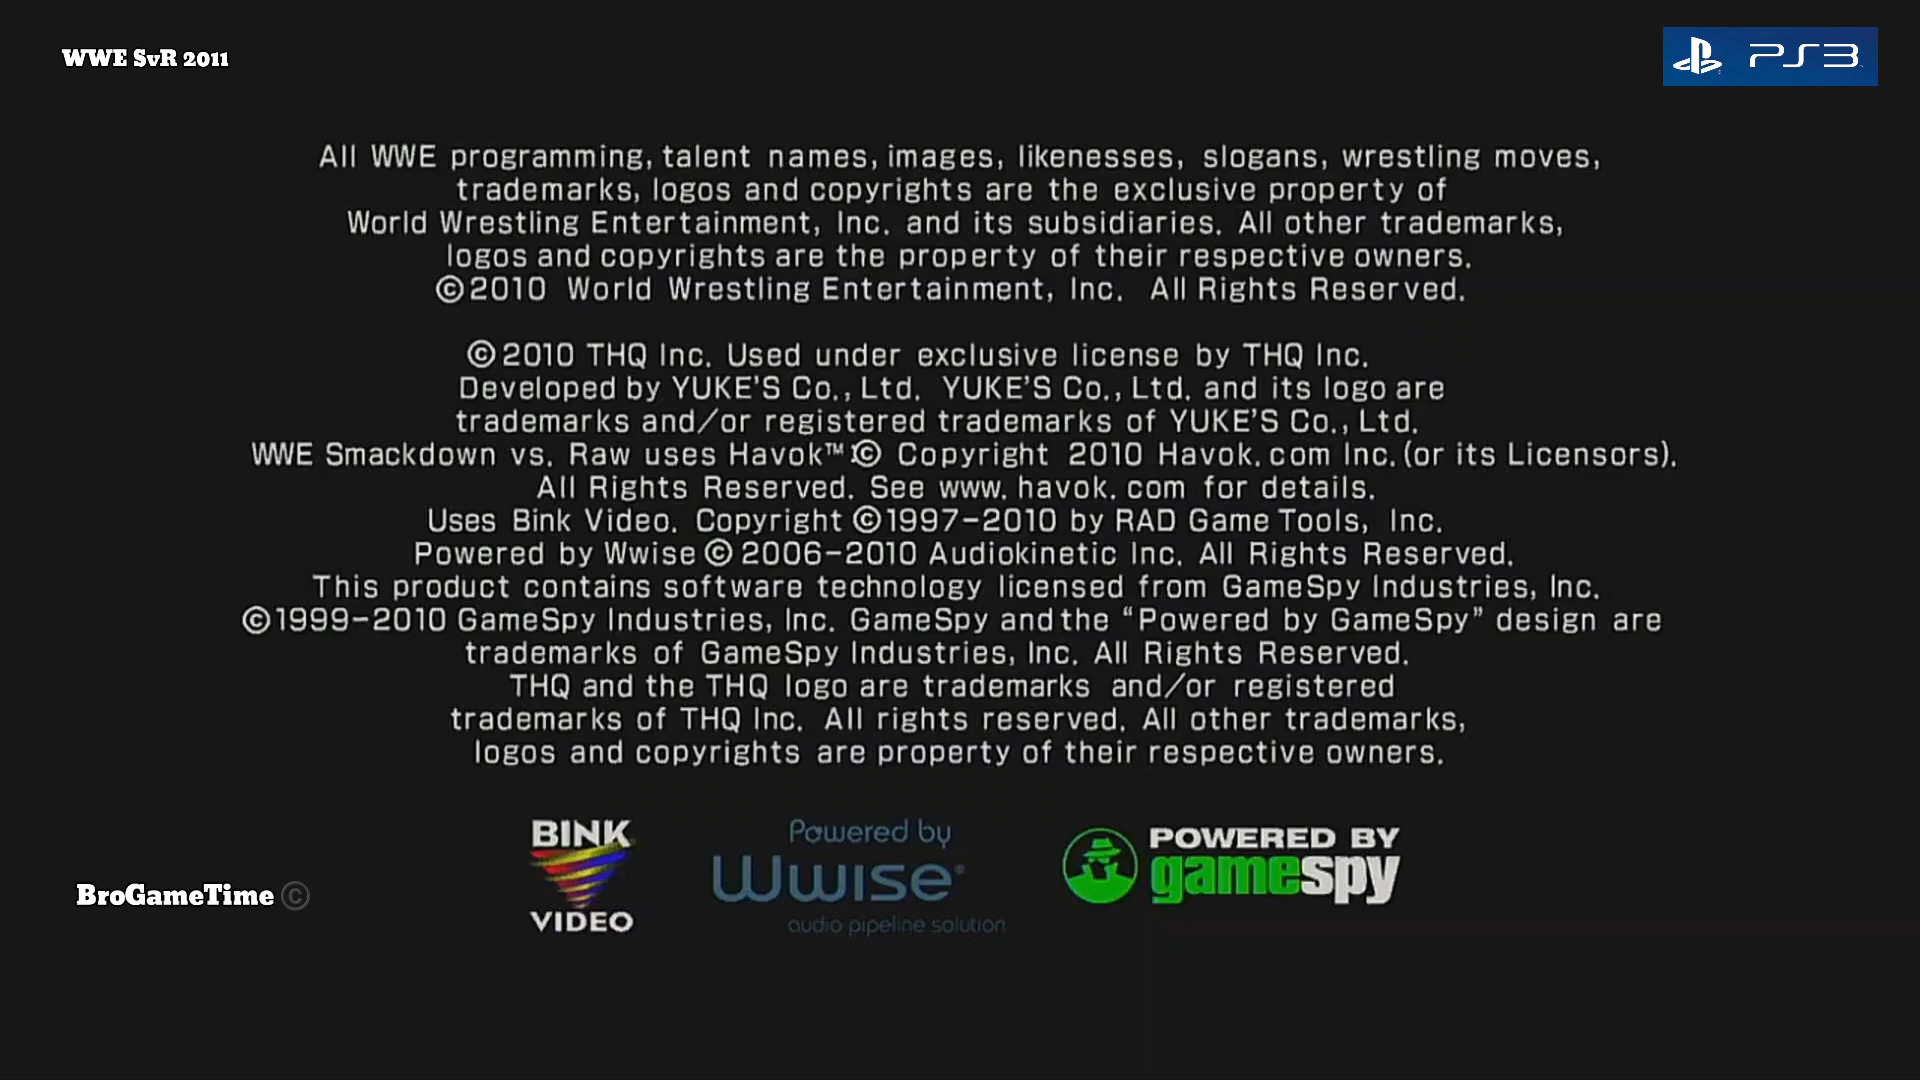 WWE SvR 2011
PS3
All WWE programming, talent names, images, likenesses, slogans, wrestling moves,
trademarks, logos and copyrights are the exclusive property of
World Wrestling Entertainment, Inc. and its subsidiaries. All other trademarks,
logos and copyrights are the property of their respective owners.
©2010 World Wrestling Entertainment, Inc. All Rights Reserved.
©2010 THQ Inc. Used under exclusive license by THQ Inc.
Developed by YUKE'S Co., Ltd. YUKE'S Co., Ltd. and its logo are
trademarks and/or registered trademarks of YUKE'S Co., Ltd.
WWE Smackdown vs. Raw uses Havok™:© Copyright 2010 Havok.com Inc.(or its Licensors).
All Rights Reserved. See www.havok.com for details.
Uses Bink Video. Copyright ©1997-2010 by RAD Game Tools, Inc.
Powered by Wwise © 2006-2010 Audiokinetic Inc. All Rights Reserved.
This product contains software technology licensed from GameSpy Industries, Inc.
©1999-2010 GameSpy Industries, Inc. GameSpy and the “Powered by GameSpy” design are
trademarks of GameSpy Industries, Inc. All Rights Reserved.
THQ and the THQ logo are trademarks and/or registered
trademarks of THQ Inc. All rights reserved. All other trademarks,
logos and copyrights are property of their respective owners.
BINK
VIDEO
Powered by
Wwise®
audio pipeline solution
POWERED BY
gamespy
BroGameTime ©